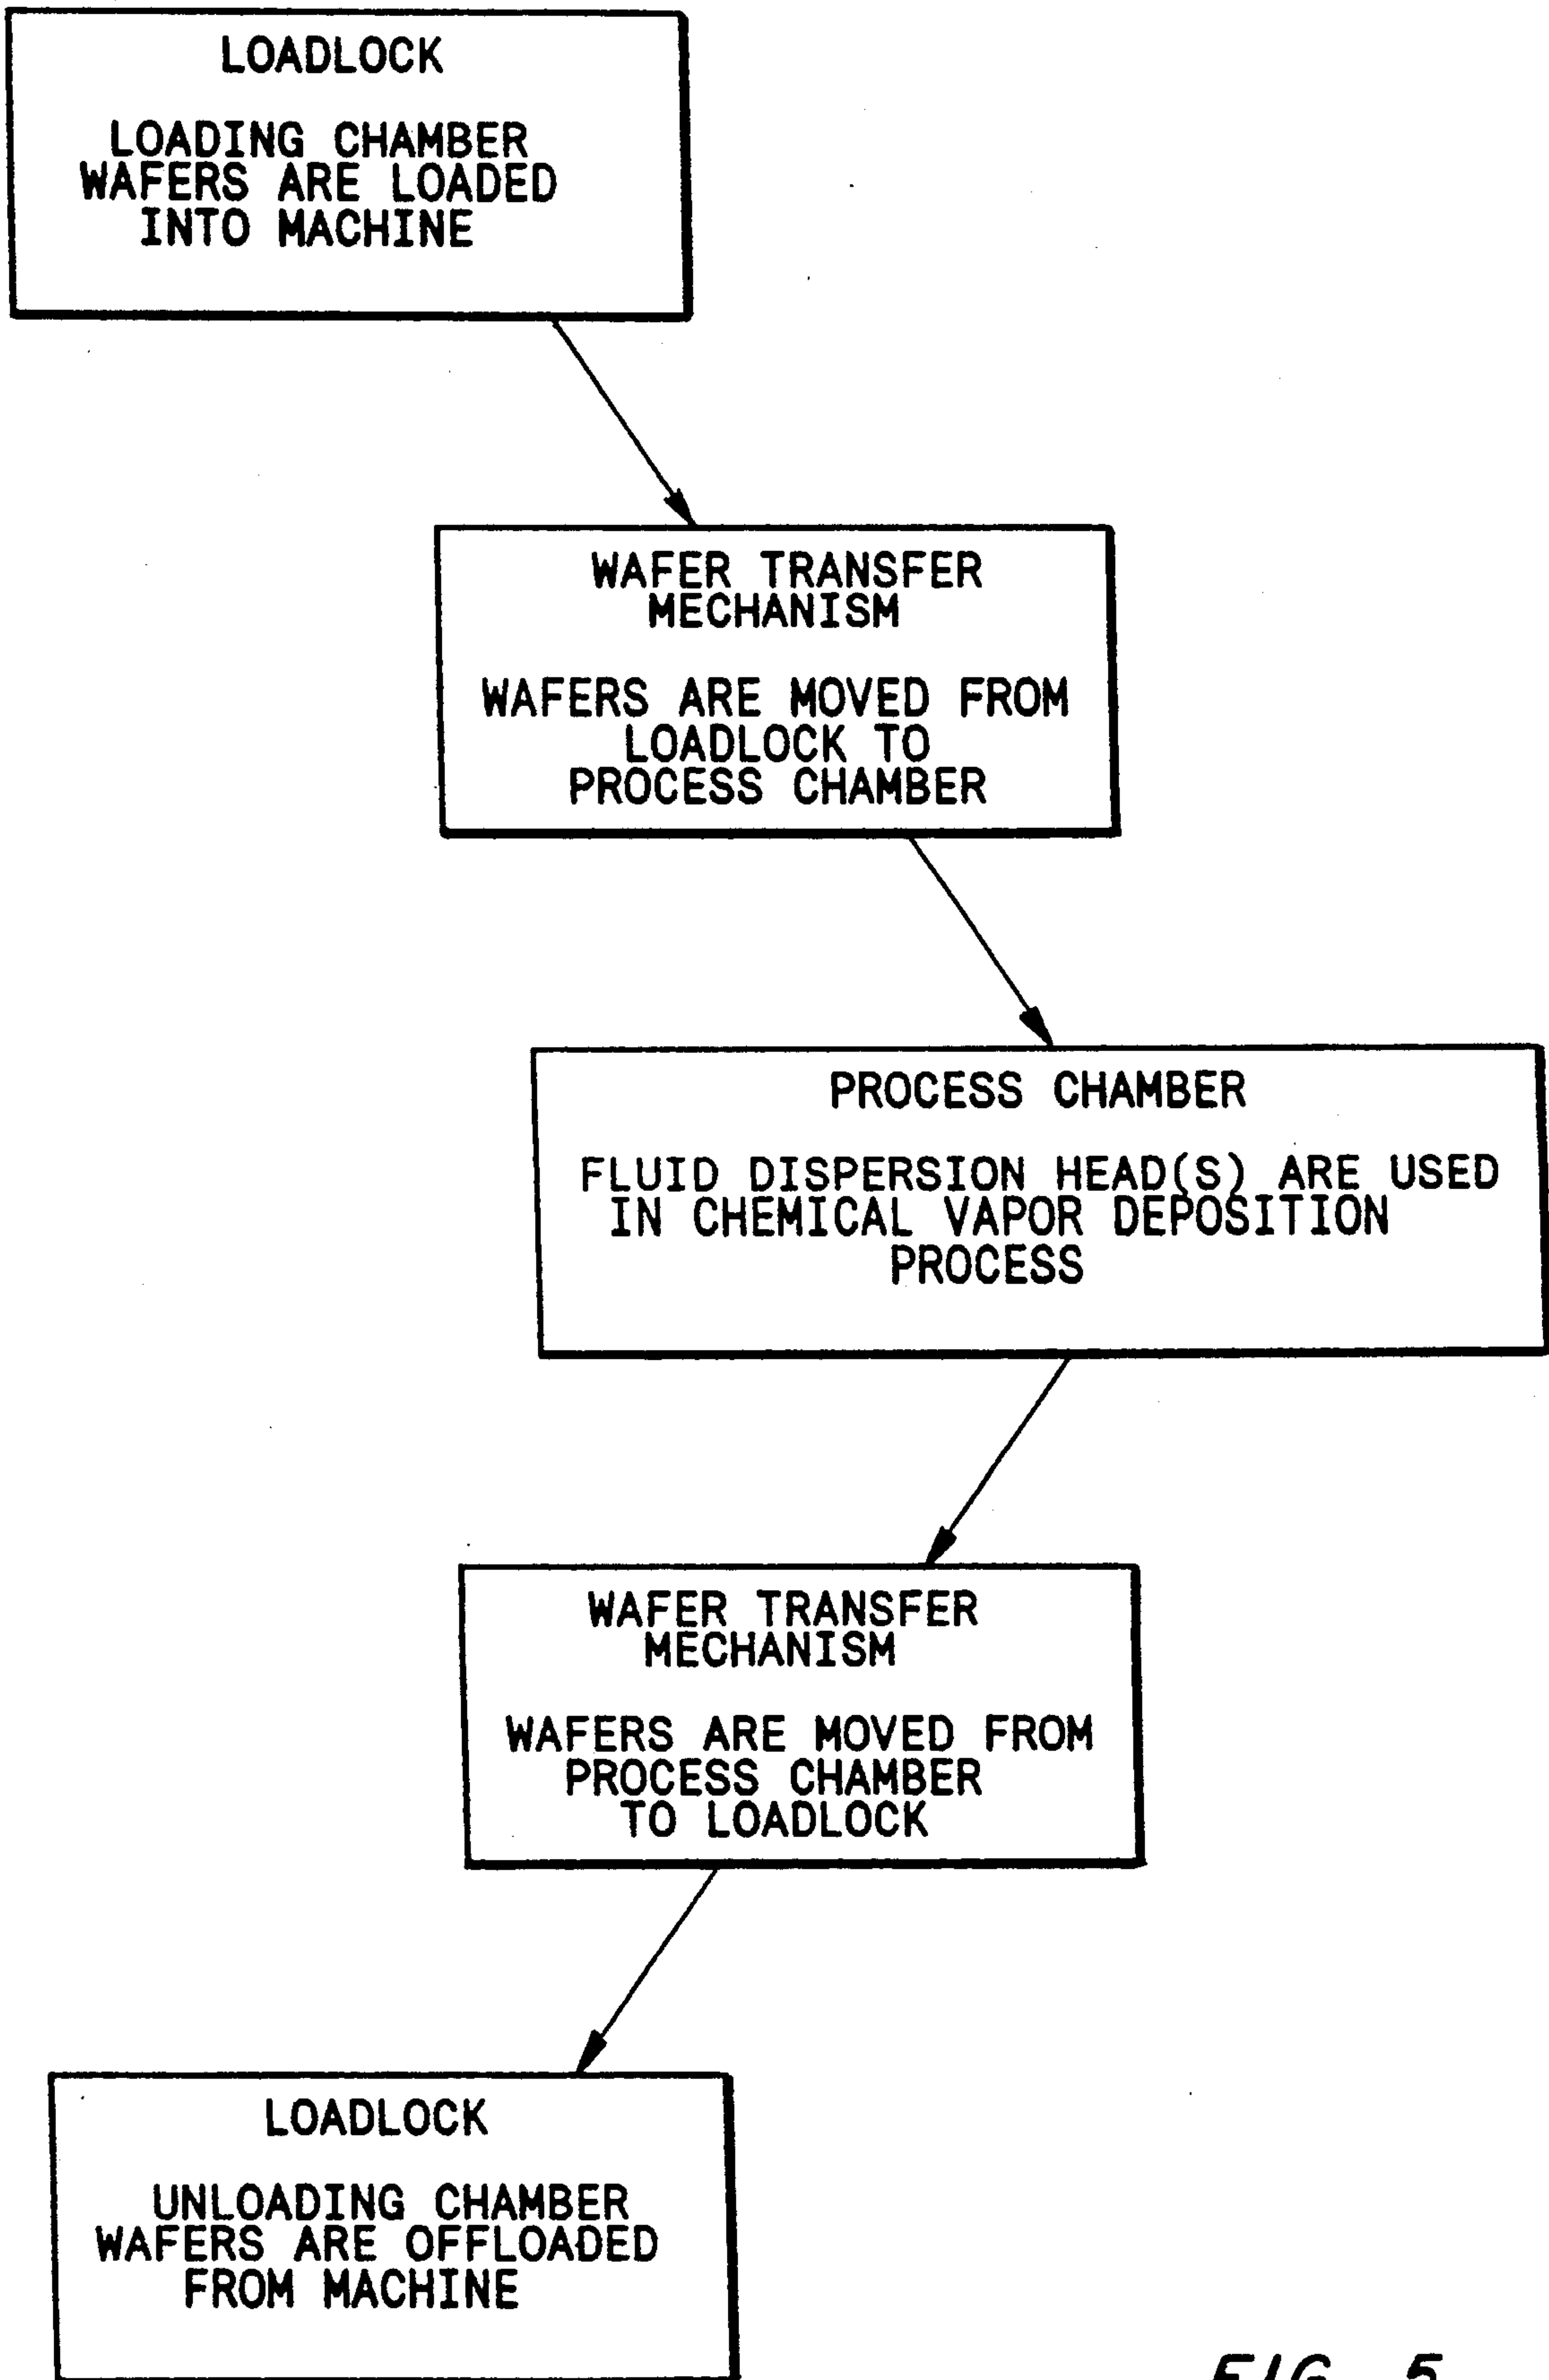 LOADLOCK
LOADING CHAMBER
WAFERS ARE LOADED
INTO MACHINE
WAFER TRANSFER
MECHANISM
WAFERS ARE MOVED FROM
LOADLOCK TO
PROCESS CHAMBER
PROCESS CHAMBER
FLUID DISPERSION HEAD(S) ARE USED
IN CHEMICAL VAPOR DEPOSITION
PROCESS
WAFER TRANSFER
MECHANISM
WAFERS ARE MOVED FROM
PROCESS CHAMBER
TO LOADLOCK
LOADLOCK
UNLOADING CHAMBER
WAFERS ARE OFFLOADED
FROM MACHINE
FIG. 5